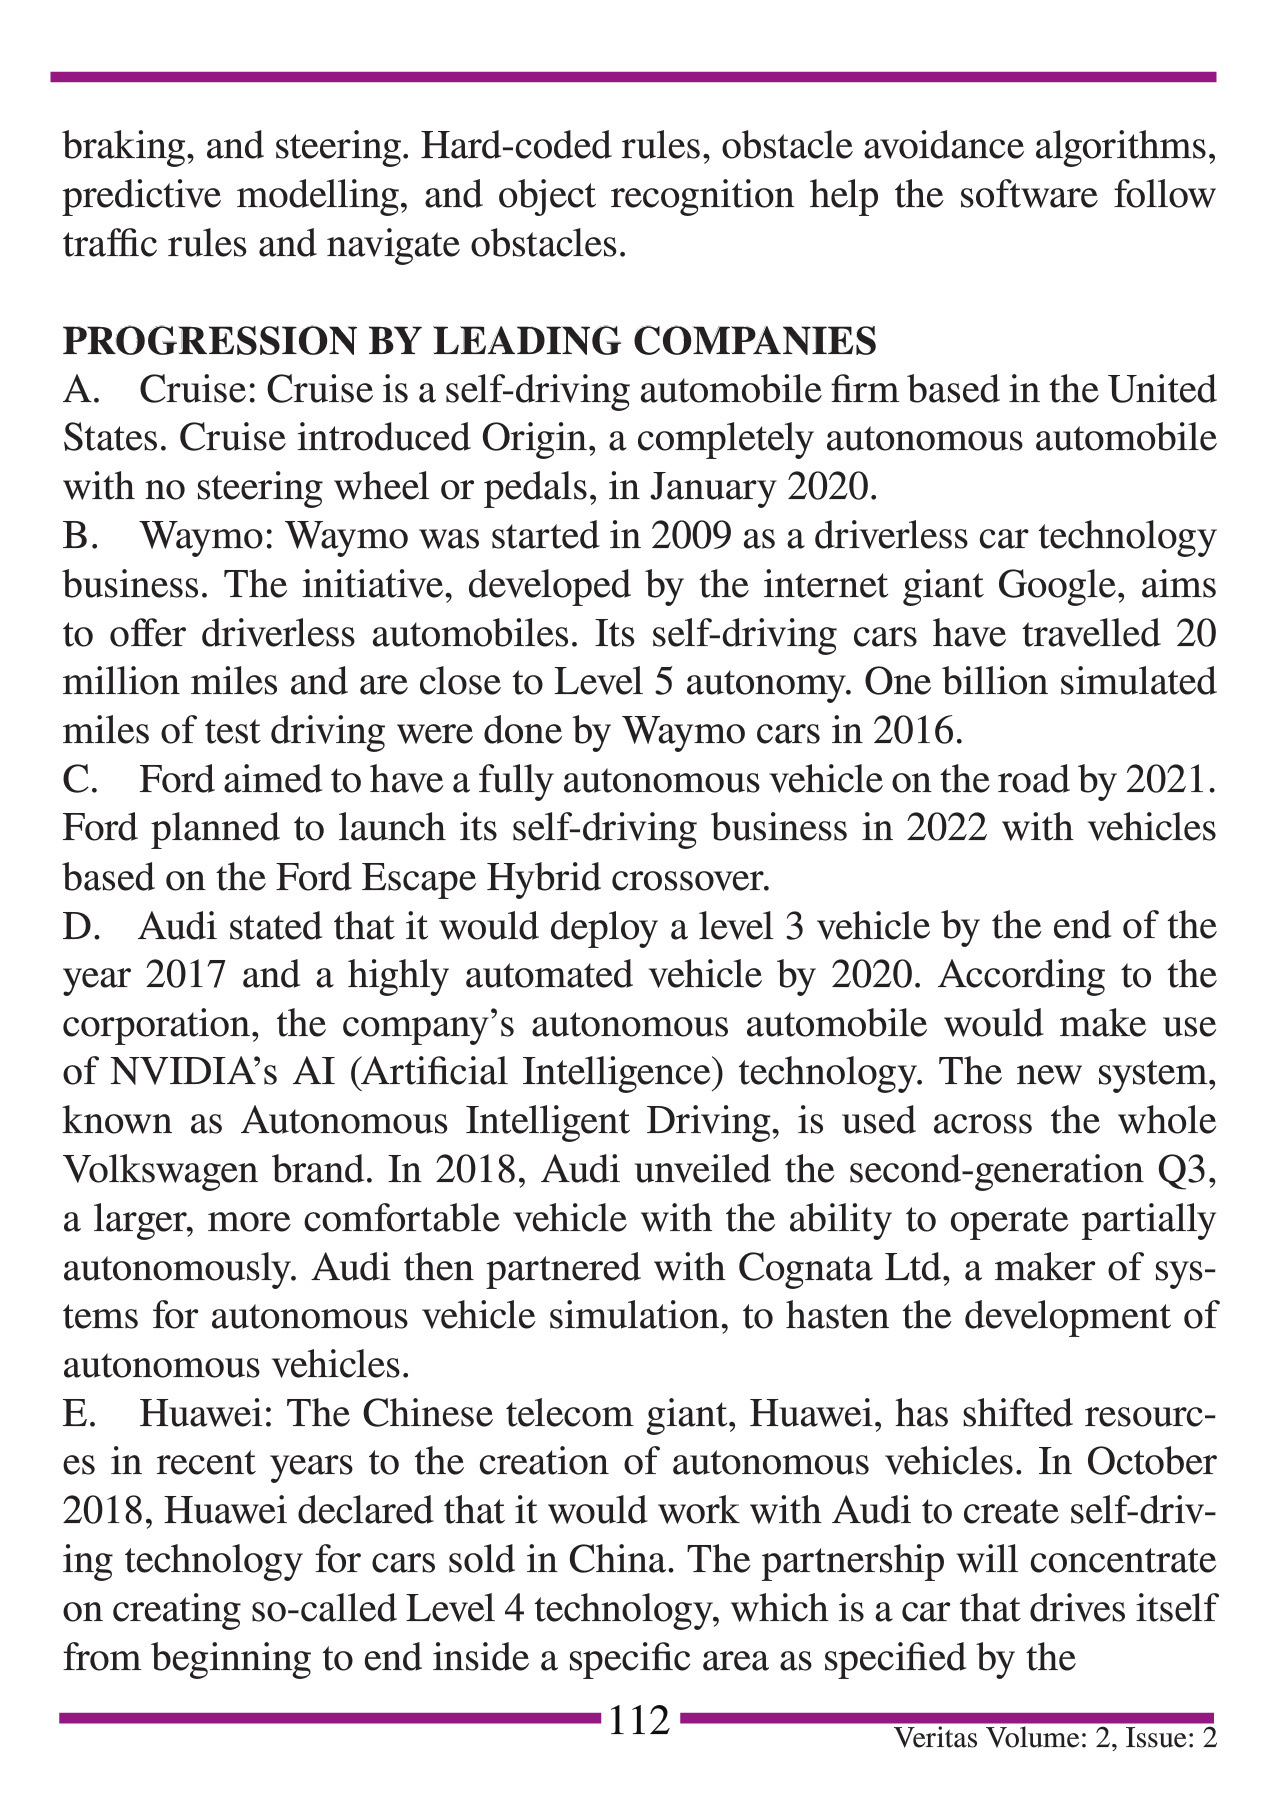 braking, and steering. Hard-coded rules, obstacle avoidance algorithms,
predictive modelling, and object recognition help the software follow
traffic rules and navigate obstacles.
PROGRESSION BY LEADING COMPANIES
A. Cruise: Cruise is a self-driving automobile firm based in the United
States. Cruise introduced Origin, a completely autonomous automobile
with no steering wheel or pedals, in January 2020.
B. Waymo: Waymo was started in 2009 as a driverless car technology
business. The initiative, developed by the internet giant Google, aims
to offer driverless automobiles. Its self-driving cars have travelled 20
million miles and are close to Level 5 autonomy. One billion simulated
miles of test driving were done by Waymo cars in 2016.
C. Ford aimed to have a fully autonomous vehicle on the road by 2021.
Ford planned to launch its self-driving business in 2022 with vehicles
based on the Ford Escape Hybrid crossover.
D. Audi stated that it would deploy a level 3 vehicle by the end of the
year 2017 and a highly automated vehicle by 2020. According to the
corporation, the company’s autonomous automobile would make use
of NVIDIA’s AI (Artificial Intelligence) technology. The new system,
known as Autonomous Intelligent Driving, is used across the whole
Volkswagen brand. In 2018, Audi unveiled the second-generation Q3,
a larger, more comfortable vehicle with the ability to operate partially
autonomously. Audi then partnered with Cognata Ltd, a maker of sys-
tems for autonomous vehicle simulation, to hasten the development of
autonomous vehicles.
E. Huawei: The Chinese telecom giant, Huawei, has shifted resourc-
es in recent years to the creation of autonomous vehicles. In October
2018, Huawei declared that it would work with Audi to create self-driv-
ing technology for cars sold in China. The partnership will concentrate
on creating so-called Level 4 technology, which is a car that drives itself
from beginning to end inside a specific area as specified by the
112
Veritas Volume: 2, Issue: 2